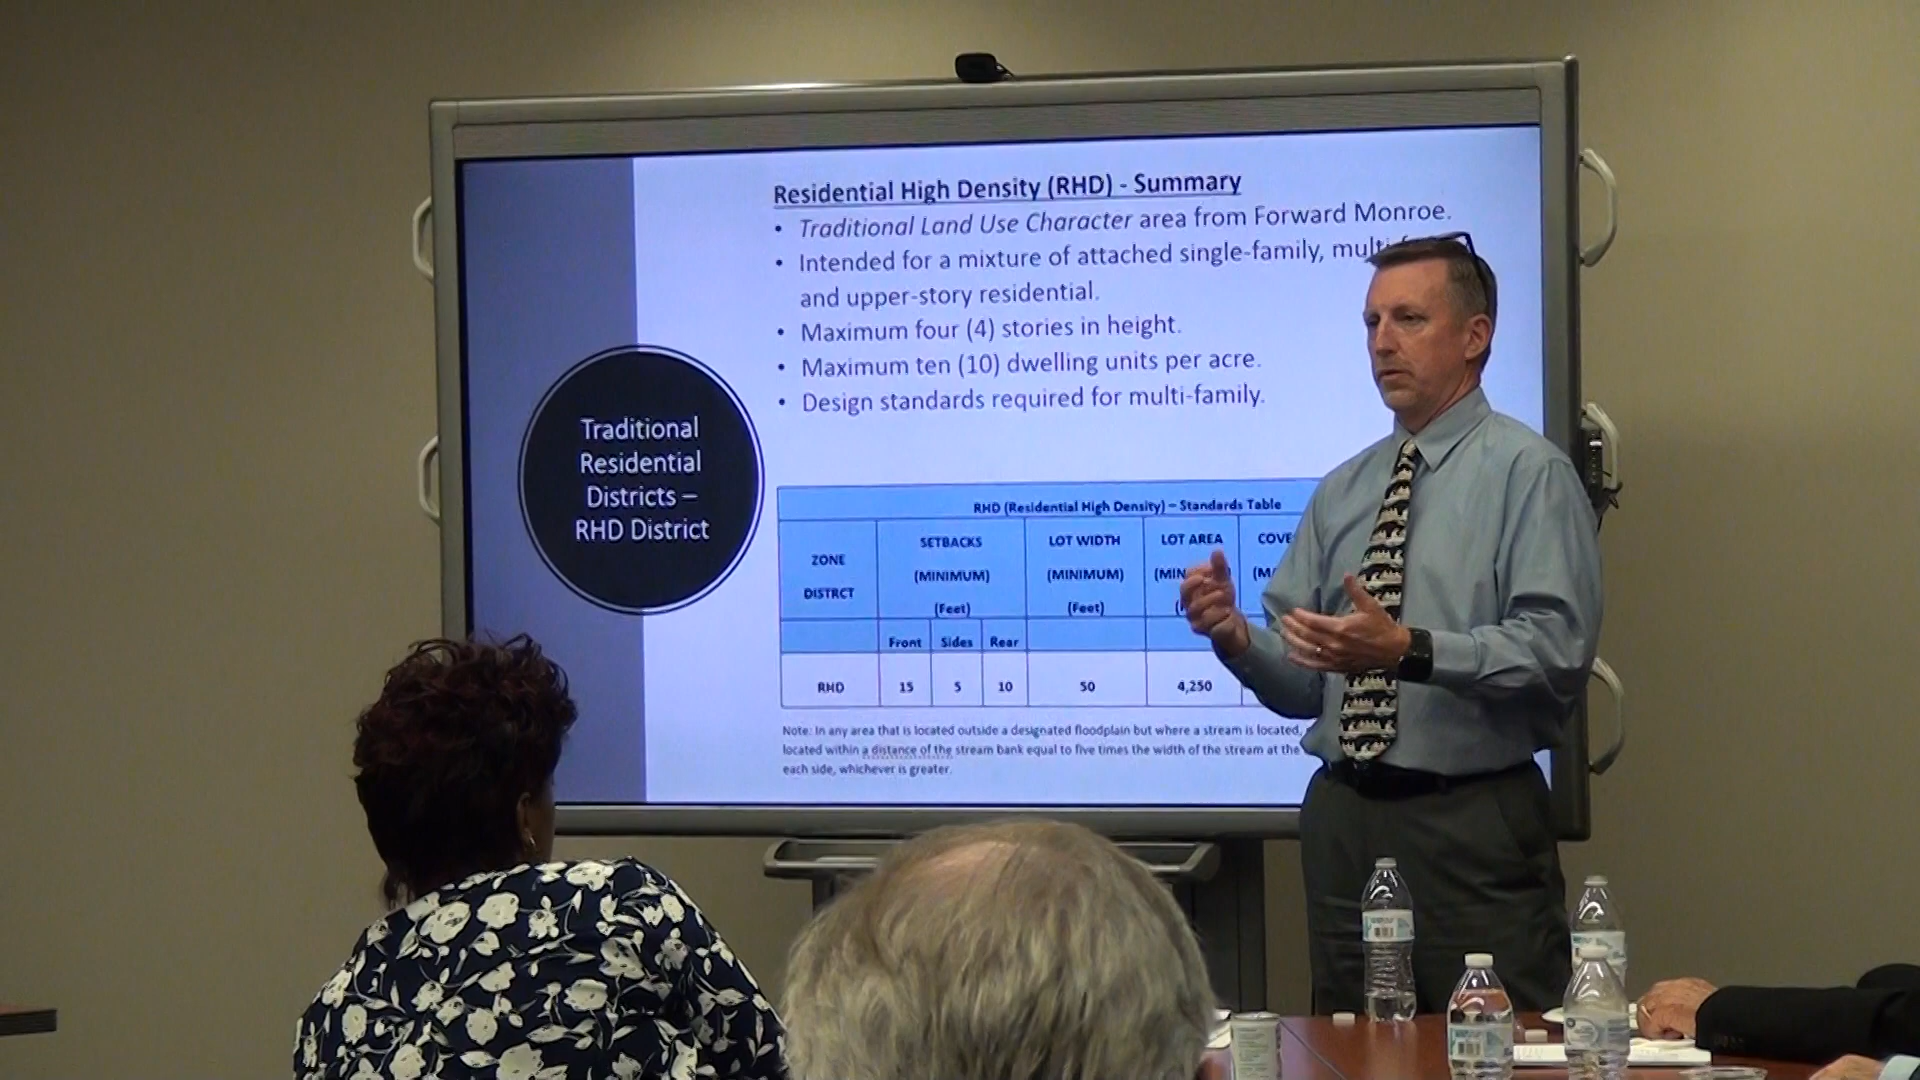 Residential High Density (RHD) - Summary
• Traditional Land Use Character area from Forward Monroe.
• Intended for a mixture of attached single-family,
and upper-story residential.
• Maximum four (4) stories in height.
• Maximum ten (10) dwelling units per acre.
• Design standards required for multi-family.
Traditional
Residential
Districts –
RHD District
RHD (Residential High Density) – Standards Table
ZONE
DISTRCT
SETBACKS
(MINIMUM)
(Feet)
LOT WIDTH
(MINIMUM)
(Feet)
LOT AREA
Front Sides Rear
RHD 15 5 10 50 4,250
Note: In any area that is located outside a designated floodplain but where a stream is located,
located within a distance of the stream bank equal to five times the width of the stream at the
each side, whichever is greater.